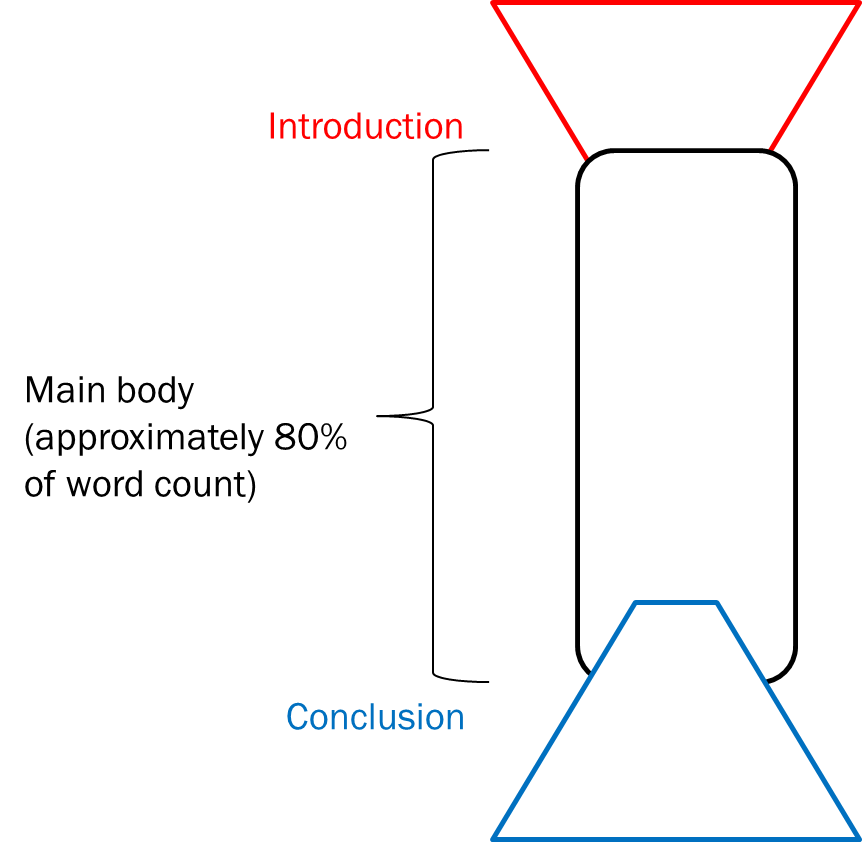 Introduction
Main body
(approximately 80%
of word count)
Conclusion